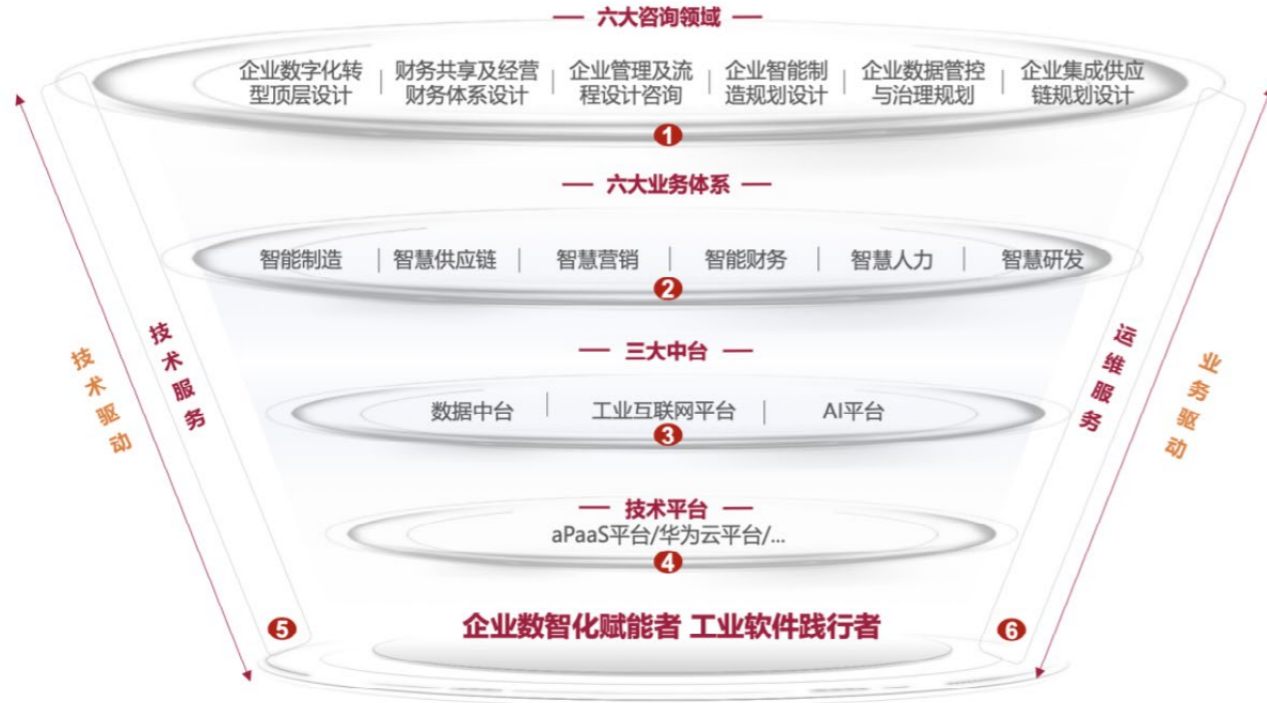 六大咨询领域
企业数字化转型顶层设计
财务共享及经营财务体系设计
企业管理及流程设计咨询
企业智能制造规划设计
企业数据管控与治理规划
企业集成供应链规划设计
1
六大业务体系
智能制造 | 智慧供应链 | 智慧营销 | 智能财务 | 智慧人力 | 智慧研发
2
三大中台
数据中台 | 工业互联网平台 | AI平台
3
技术平台
aPaaS平台/华为云平台/...
4
企业数智化赋能者 工业软件践行者
技术驱动
技术服务
5
运维服务
6
业务驱动